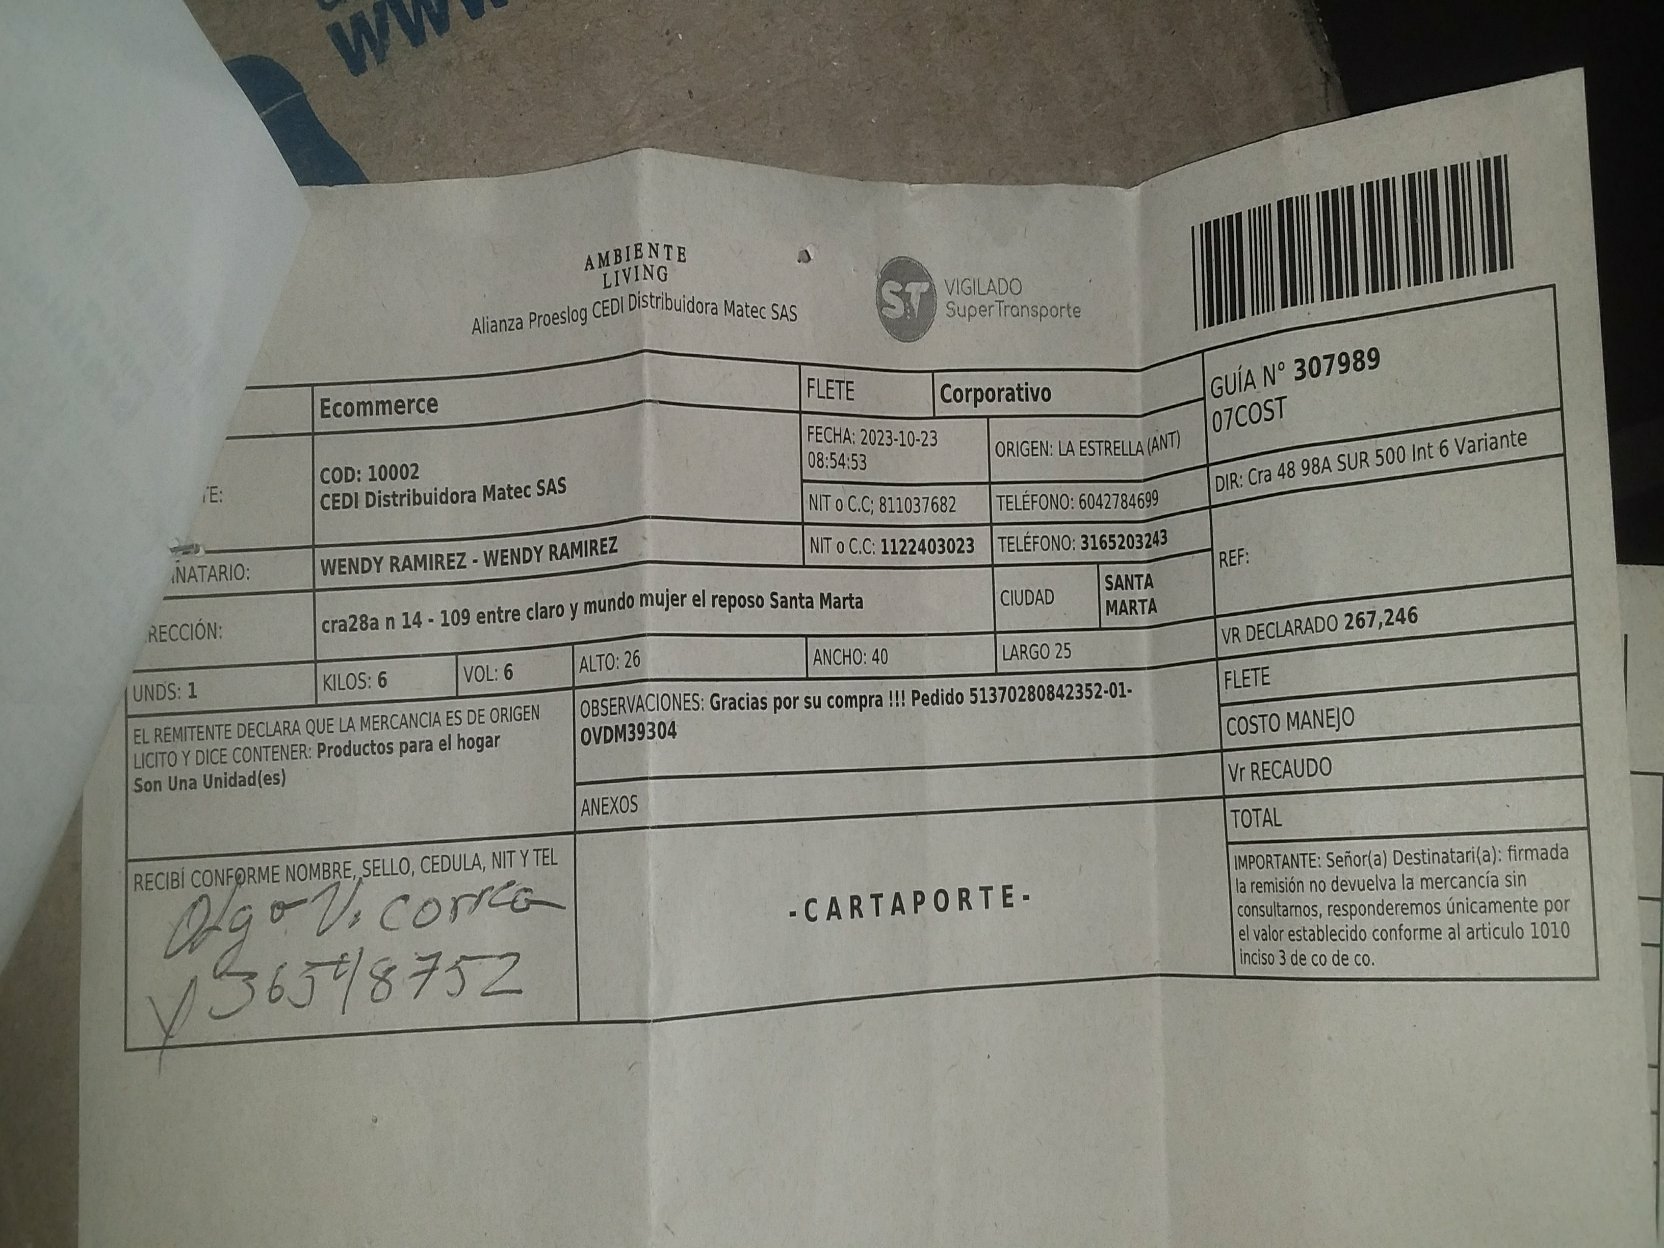 WWW
AMBIENTE
LIVING
Alianza Proeslog CEDI Distribuidora Matec SAS
ST
VIGILADO
SuperTransporte
Ecommerce
FLETE
Corporativo
GUÍA N° 307989
07COST
TE:
COD: 10002
CEDI Distribuidora Matec SAS
FECHA: 2023-10-23
08:54:53
ORIGEN: LA ESTRELLA (ANT)
DIR: Cra 48 98A SUR 500 Int 6 Variante
NIT o C.C; 811037682
TELÉFONO: 6042784699
INATARIO:
WENDY RAMIREZ - WENDY RAMIREZ
NIT o C.C: 1122403023
TELÉFONO: 3165203243
REF:
RECCIÓN:
cra28a n 14 - 109 entre claro y mundo mujer el reposo Santa Marta
CIUDAD
SANTA
MARTA
VR DECLARADO 267,246
UNDS: 1
KILOS: 6
VOL: 6
ALTO: 26
ANCHO: 40
LARGO 25
FLETE
EL REMITENTE DECLARA QUE LA MERCANCIA ES DE ORIGEN
LICITO Y DICE CONTENER: Productos para el hogar
Son Una Unidad(es)
OBSERVACIONES: Gracias por su compra !!! Pedido 51370280842352-01-
OVDM39304
COSTO MANEJO
Vr RECAUDO
ANEXOS
TOTAL
RECIBÍ CONFORME NOMBRE, SELLO, CEDULA, NIT Y TEL
Olga V. correa
36548752
-CARTAPORTE-
IMPORTANTE: Señor(a) Destinatari(a): firmada
la remisión no devuelva la mercancía sin
consultarnos, responderemos únicamente por
el valor establecido conforme al articulo 1010
inciso 3 de co de co.